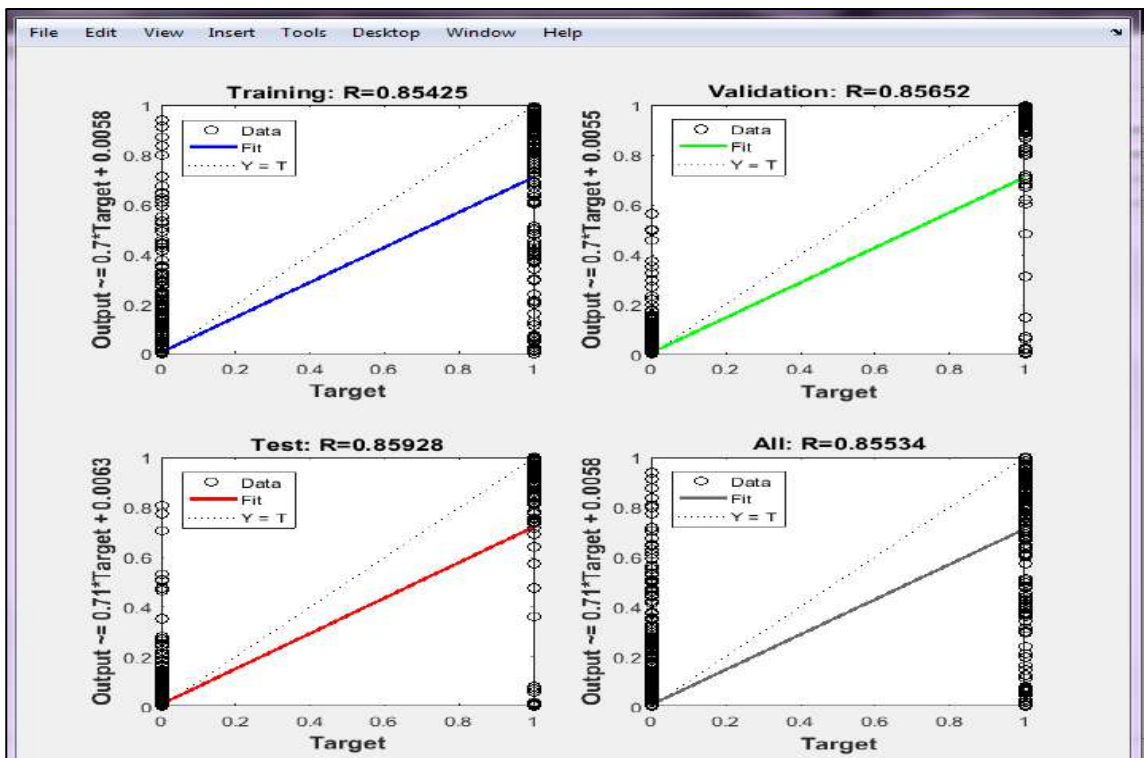 File Edit View Insert Tools Desktop Window Help
Training: R=0.85425
Output ~= 0.7*Target + 0.0058
1
0.8
0.6
0.4
0.2
0
Data
Fit
Y = T
0 0.2 0.4 0.6 0.8 1
Target
Validation: R=0.85652
Output ~= 0.7*Target + 0.0055
1
0.8
0.6
0.4
0.2
0
Data
Fit
Y = T
0 0.2 0.4 0.6 0.8 1
Target
Test: R=0.85928
Output ~= 0.71*Target + 0.0063
1
0.8
0.6
0.4
0.2
0
Data
Fit
Y = T
0 0.2 0.4 0.6 0.8 1
Target
All: R=0.85534
Output ~= 0.71*Target + 0.0058
1
0.8
0.6
0.4
0.2
0
Data
Fit
Y = T
0 0.2 0.4 0.6 0.8 1
Target